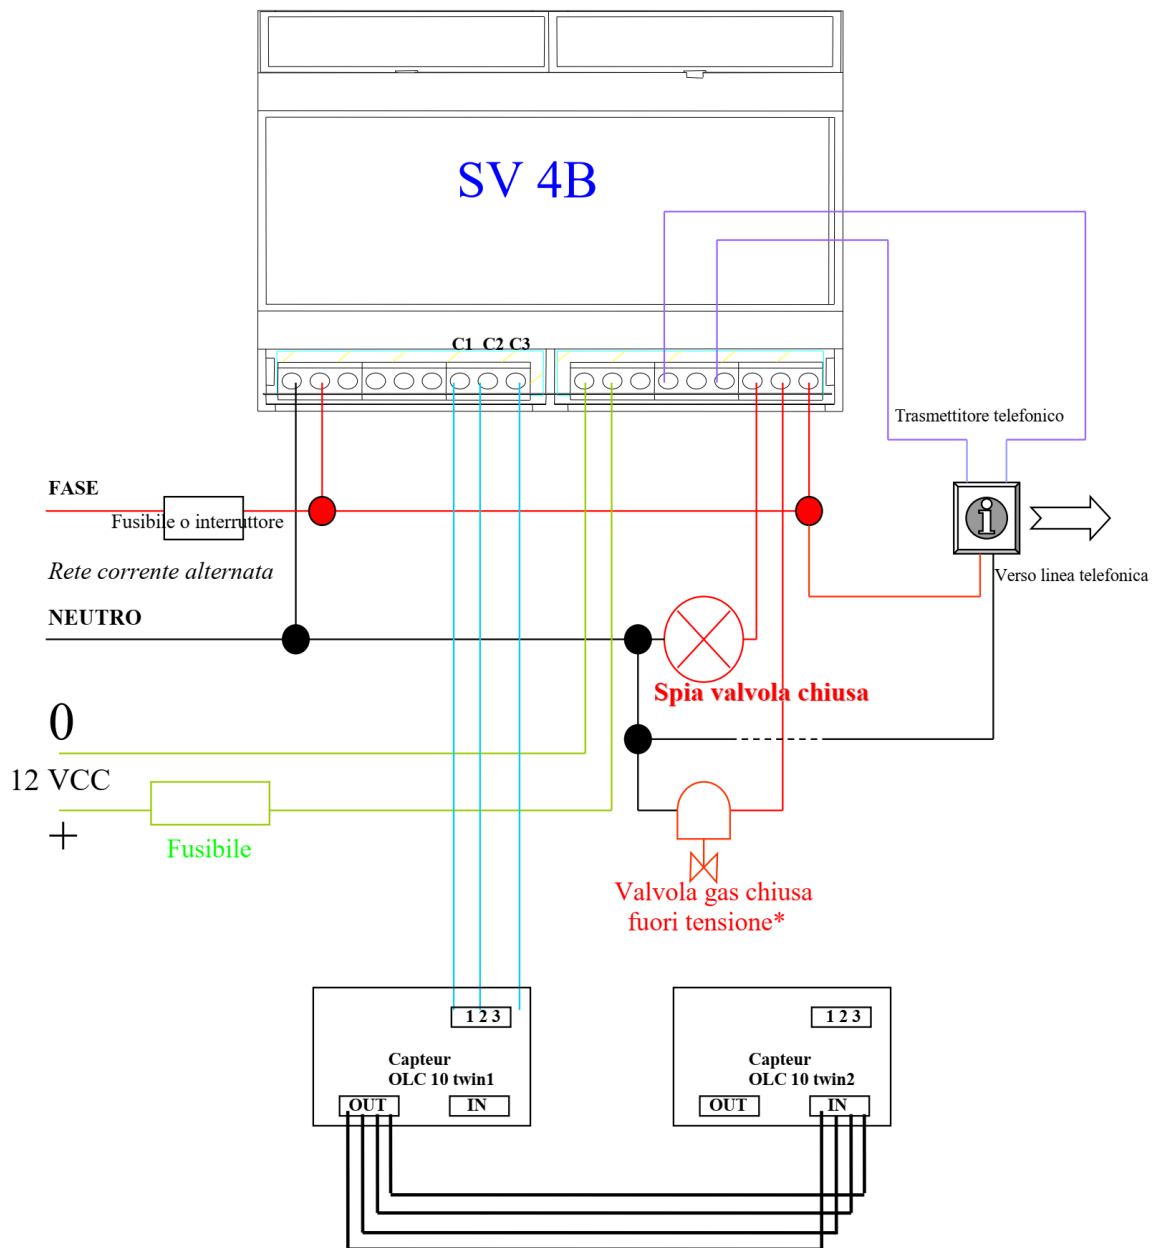 SV 4B
C1 C2 C3
Trasmettitore telefonico
FASE
Fusibile o interruttore
Rete corrente alternata
Verso linea telefonica
NEUTRO
Spia valvola chiusa
0
12 VCC
+
Fusibile
Valvola gas chiusa
fuori tensione*
1 2 3
Capteur
OLC 10 twin1
OUT
IN
1 2 3
Capteur
OLC 10 twin2
OUT
IN